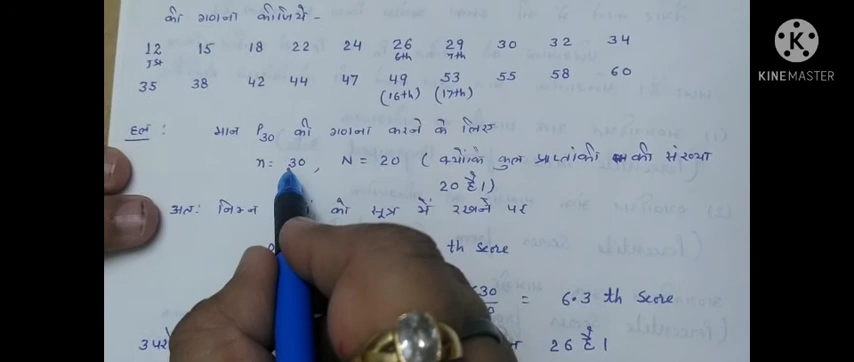 की गणना कीजिये -
12 15 18 22 24 26 29 30 32 34
1st 6th 7th
35 38 42 44 47 49 53 55 58 60
(16th) (17th)
हल : मान P30 की गणना करने के लिए
n = 30, N = 20 ( क्योंकि कुल प्राप्तांकों की संख्या
20 है।)
अतः निम्न को सूत्र में रखने पर
th score
630 = 6.3 th score
26 है।
KINEMASTER